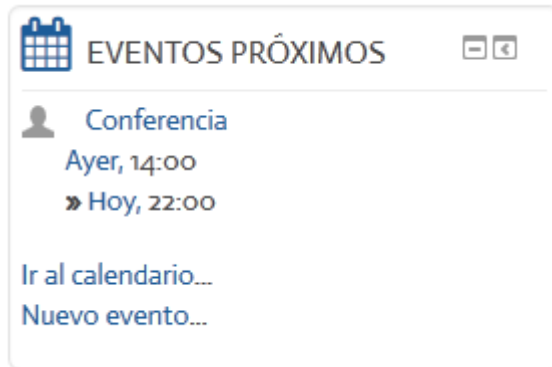 EVENTOS PRÓXIMOS
Conferencia
Ayer, 14:00
» Hoy, 22:00
Ir al calendario...
Nuevo evento...